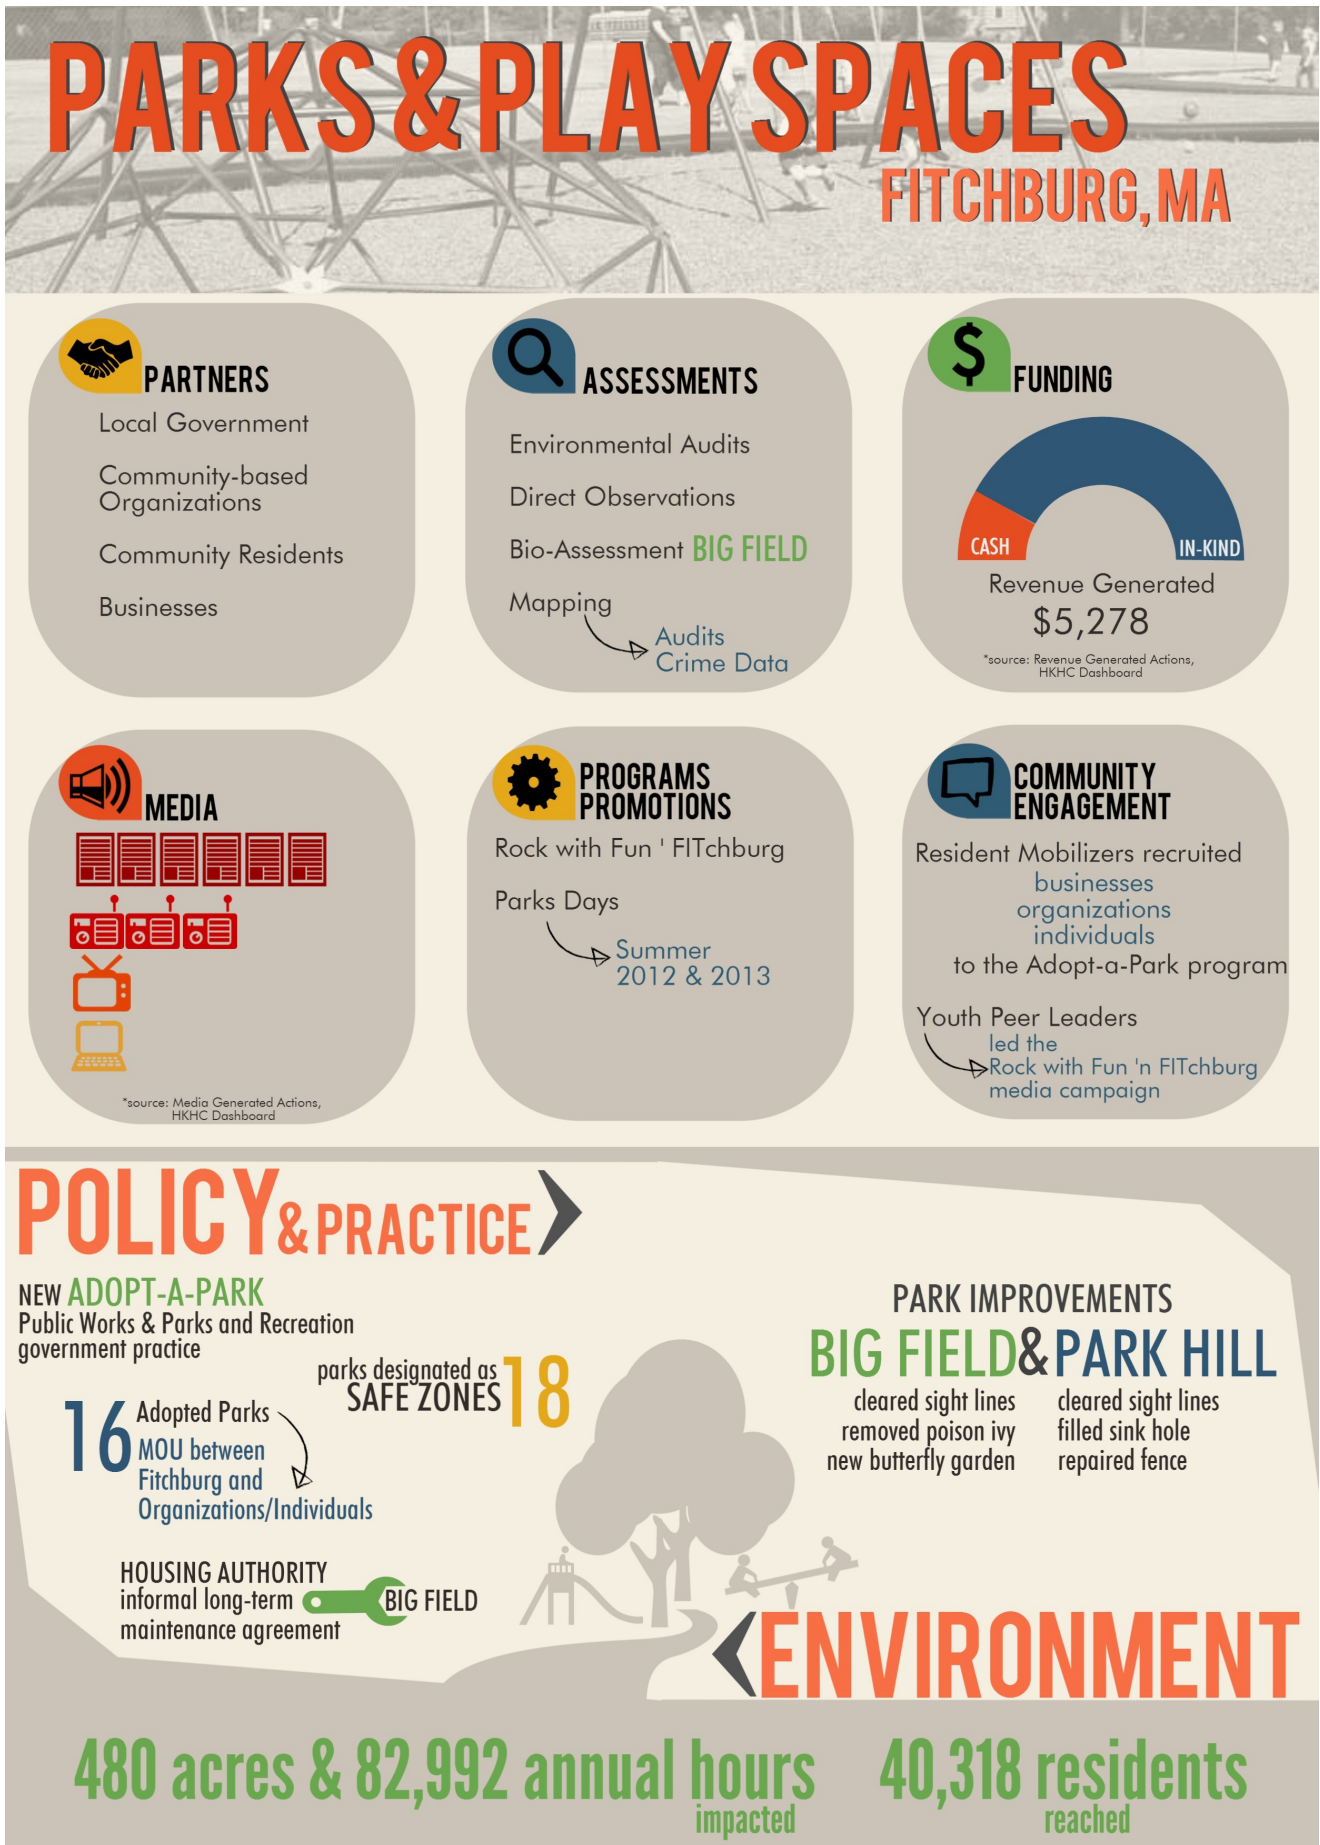 PARKS & PLAY SPACES
FITCHBURG, MA
PARTNERS
Local Government
Community-based
Organizations
Community Residents
Businesses
ASSESSMENTS
Environmental Audits
Direct Observations
Bio-Assessment BIG FIELD
Mapping
Audits
Crime Data
$
FUNDING
CASH
IN-KIND
Revenue Generated
$5,278
*source: Revenue Generated Actions,
HKHC Dashboard
MEDIA
*source: Media Generated Actions,
HKHC Dashboard
PROGRAMS
PROMOTIONS
Rock with Fun ' FITchburg
Parks Days
Summer
2012 & 2013
COMMUNITY
ENGAGEMENT
Resident Mobilizers recruited
businesses
organizations
individuals
to the Adopt-a-Park program
Youth Peer Leaders
led the
Rock with Fun 'n FITchburg
media campaign
POLICY & PRACTICE
NEW ADOPT-A-PARK
Public Works & Parks and Recreation
government practice
parks designated as
SAFE ZONES
18
16
Adopted Parks
MOU between
Fitchburg and
Organizations/Individuals
HOUSING AUTHORITY
informal long-term
maintenance agreement
BIG FIELD
PARK IMPROVEMENTS
BIG FIELD & PARK HILL
cleared sight lines
removed poison ivy
new butterfly garden
cleared sight lines
filled sink hole
repaired fence
ENVIRONMENT
480 acres & 82,992 annual hours
impacted
40,318 residents
reached